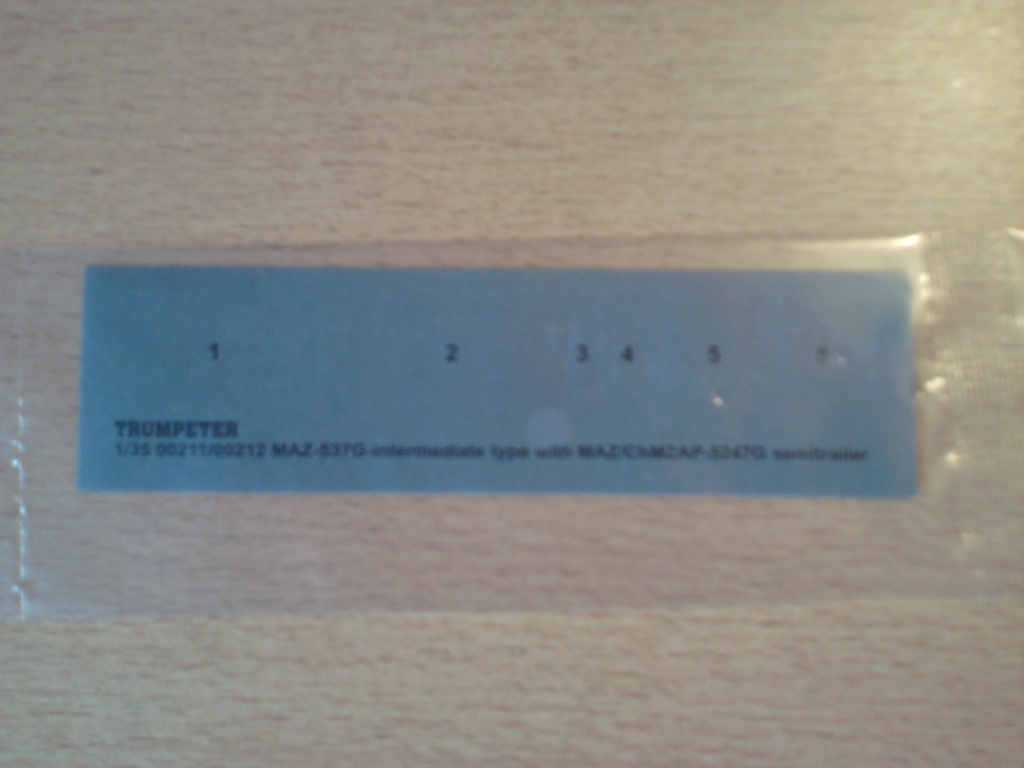 1 2 3 4 5 6
TRUMPETER
1/35 00211/00212 MAZ-537G-intermediate type with MAZ/ChMZAP-5247G semitrailer